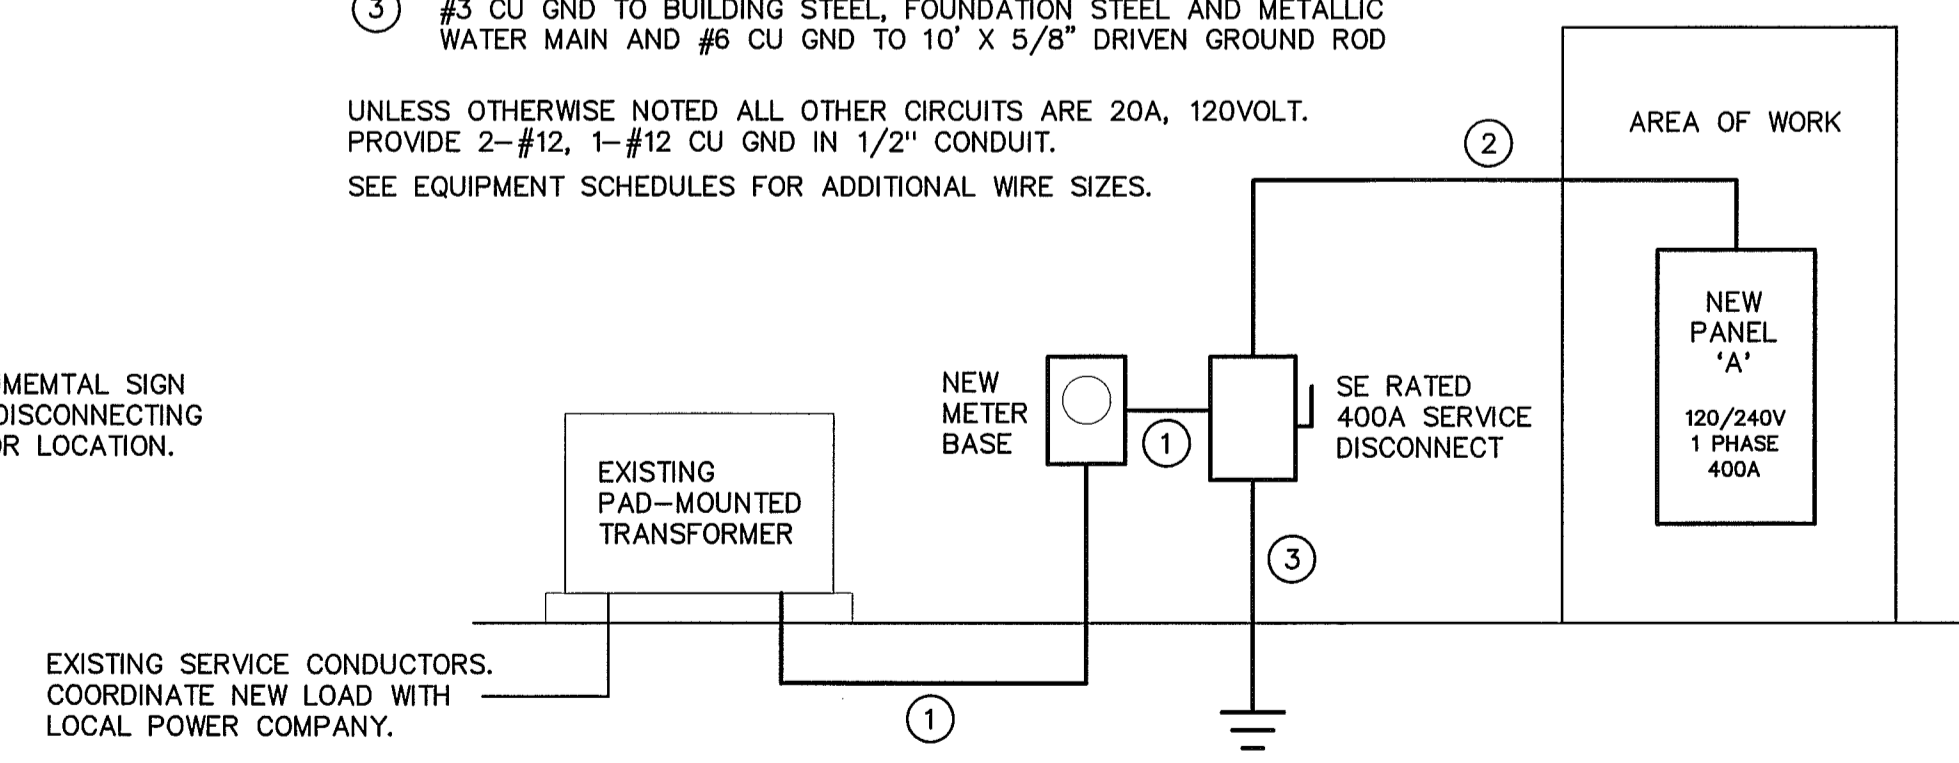 3 #3 CU GND TO BUILDING STEEL, FOUNDATION STEEL AND METALLIC
WATER MAIN AND #6 CU GND TO 10' X 5/8" DRIVEN GROUND ROD
UNLESS OTHERWISE NOTED ALL OTHER CIRCUITS ARE 20A, 120VOLT.
PROVIDE 2-#12, 1-#12 CU GND IN 1/2" CONDUIT.
SEE EQUIPMENT SCHEDULES FOR ADDITIONAL WIRE SIZES.
AREA OF WORK
2
NEW
PANEL
'A'
120/240V
1 PHASE
400A
MEMTAL SIGN
DISCONNECTING
OR LOCATION.
NEW
METER
BASE
1
SE RATED
400A SERVICE
DISCONNECT
EXISTING
PAD-MOUNTED
TRANSFORMER
3
EXISTING SERVICE CONDUCTORS.
COORDINATE NEW LOAD WITH
LOCAL POWER COMPANY.
1